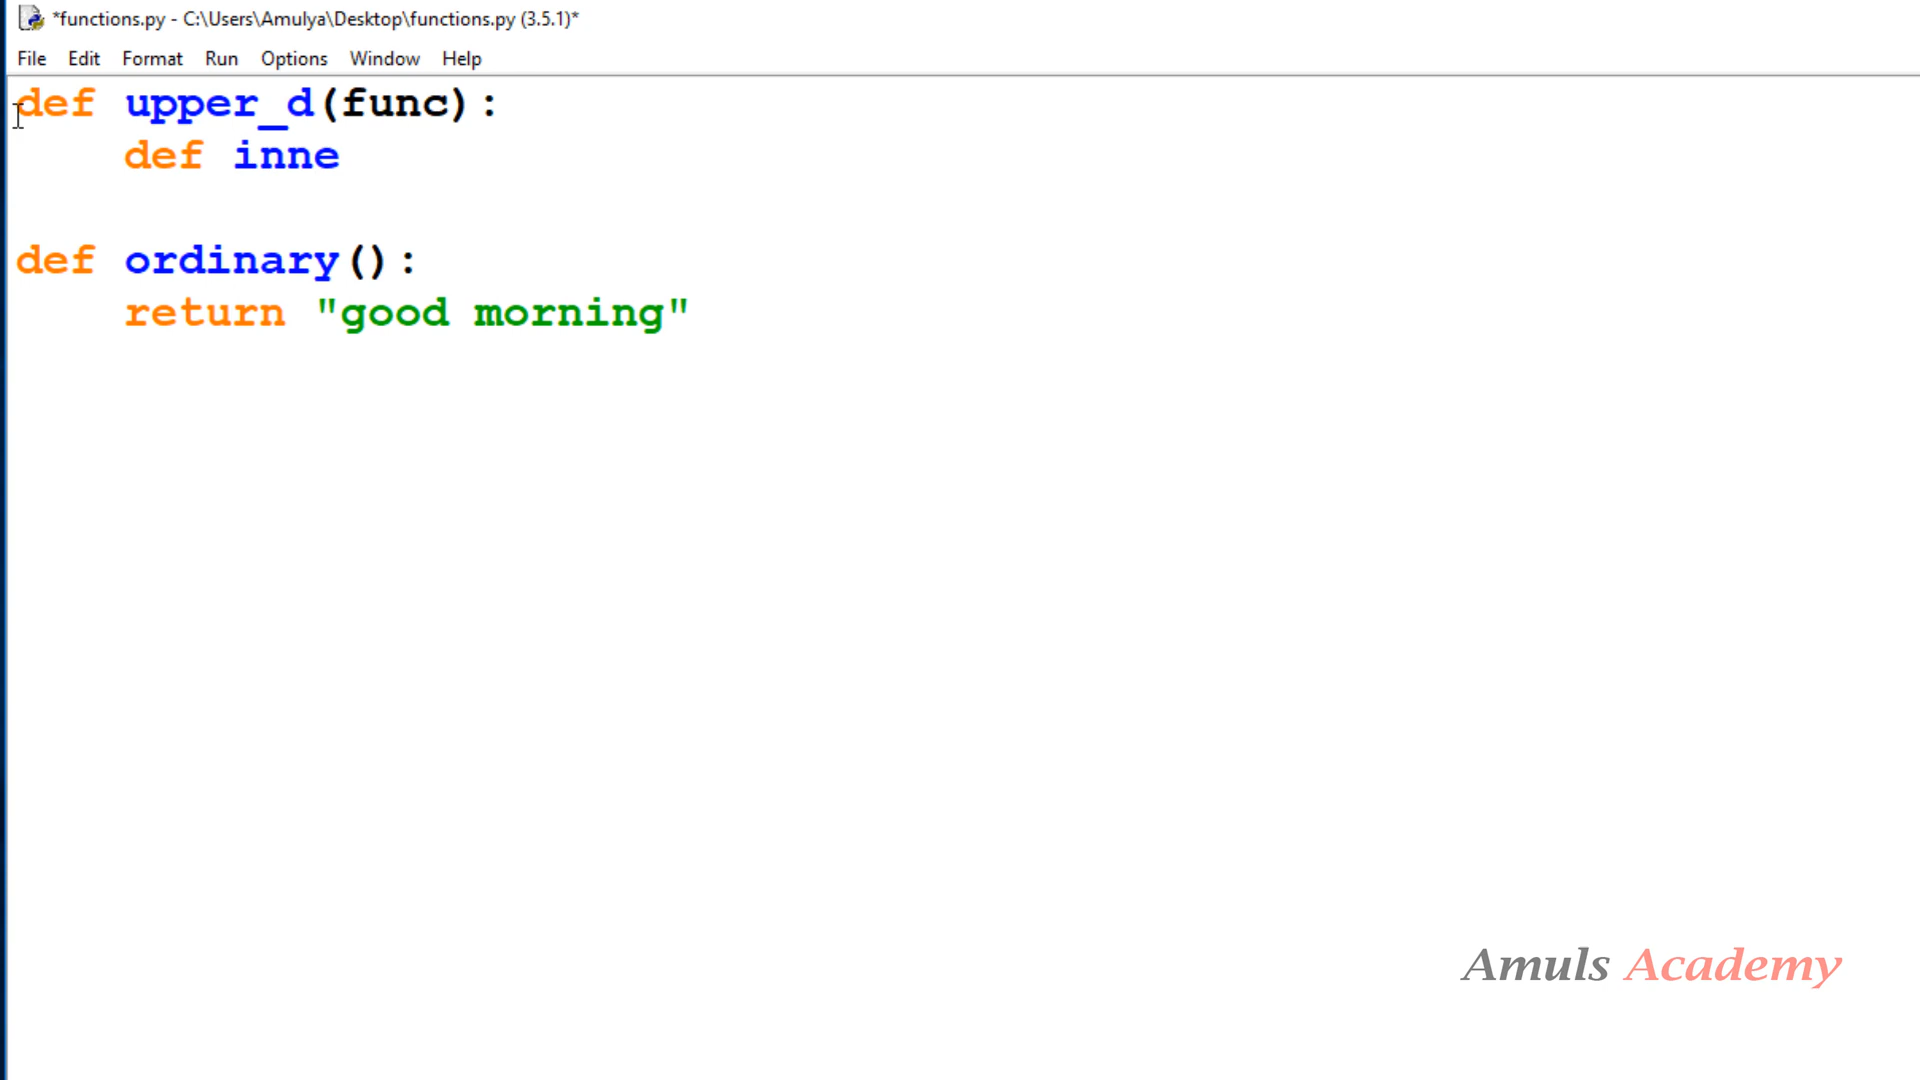 *functions.py - C:\Users\Amulya\Desktop\functions.py (3.5.1)*
File Edit Format Run Options Window Help
def upper_d(func):
    def inne
def ordinary():
    return "good morning"
Amuls Academy